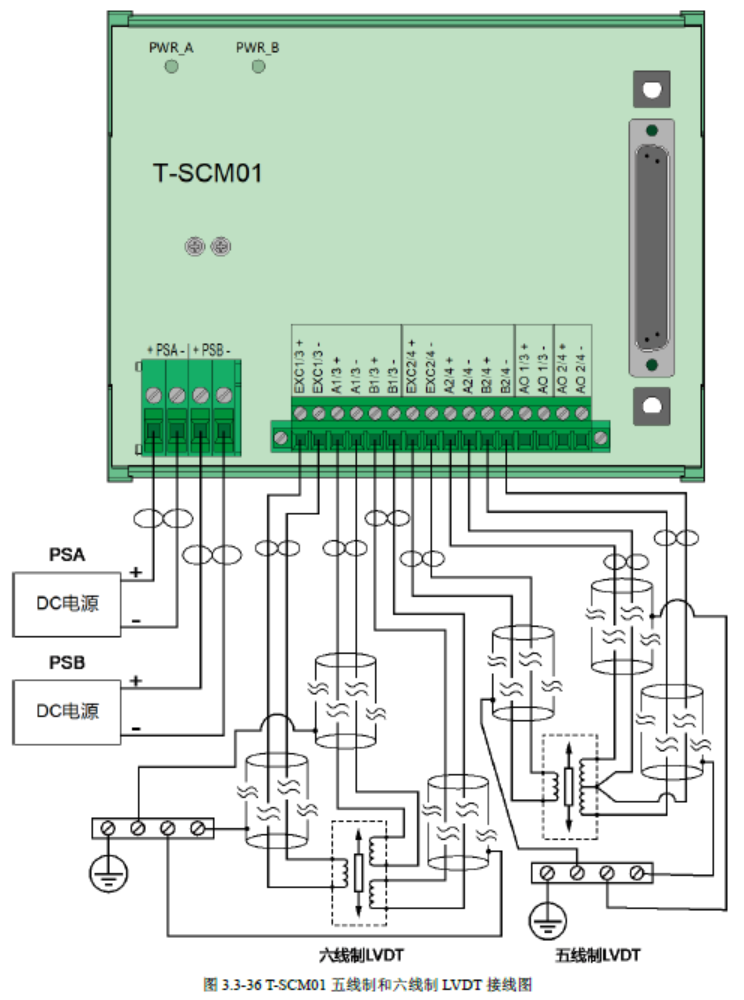 PWR_A PWR_B
T-SCM01
+ PSA - + PSB -
EXC1/3 +
EXC1/3 -
A1/3 +
A1/3 -
B1/3 +
B1/3 -
EXC2/4 +
EXC2/4 -
A2/4 +
A2/4 -
B2/4 +
B2/4 -
AO 1/3 +
AO 1/3 -
AO 2/4 +
AO 2/4 -
PSA
+
DC电源
-
PSB
+
DC电源
-
六线制LVDT 五线制LVDT
图 3.3-36 T-SCM01 五线制和六线制 LVDT 接线图